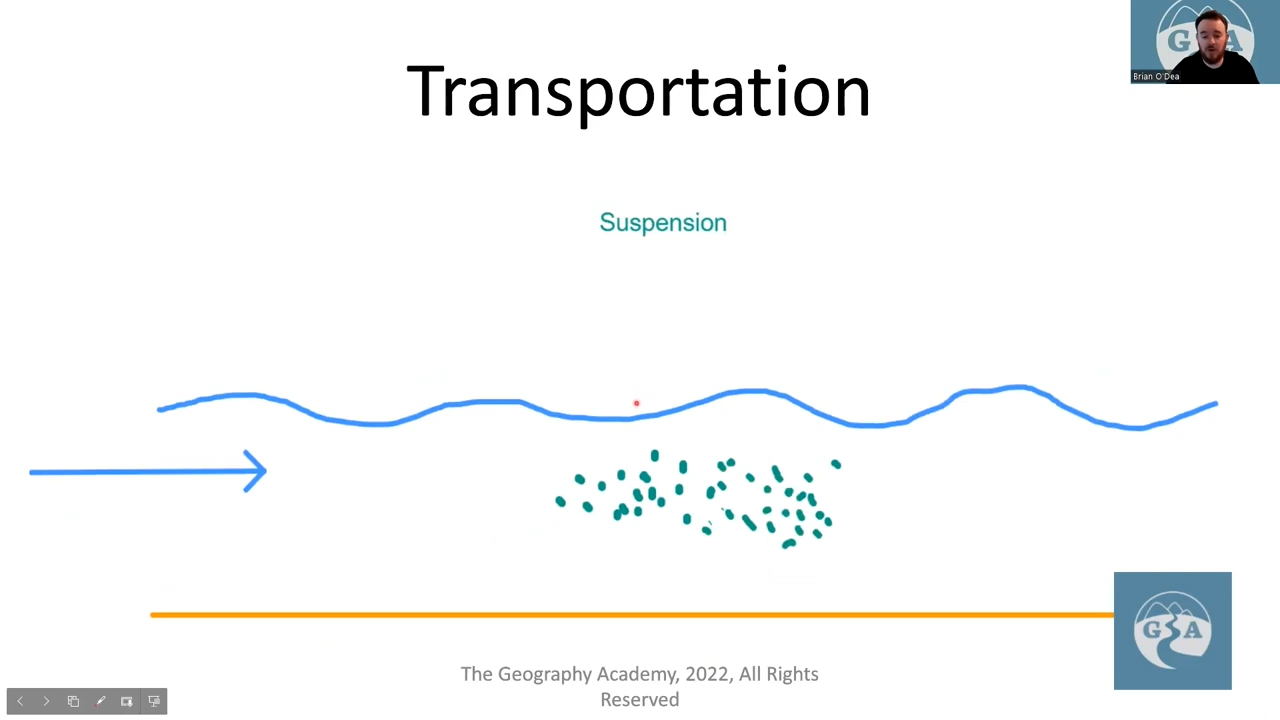 Transportation
G A
Brian O'Dea
Suspension
G A
The Geography Academy, 2022, All Rights
Reserved